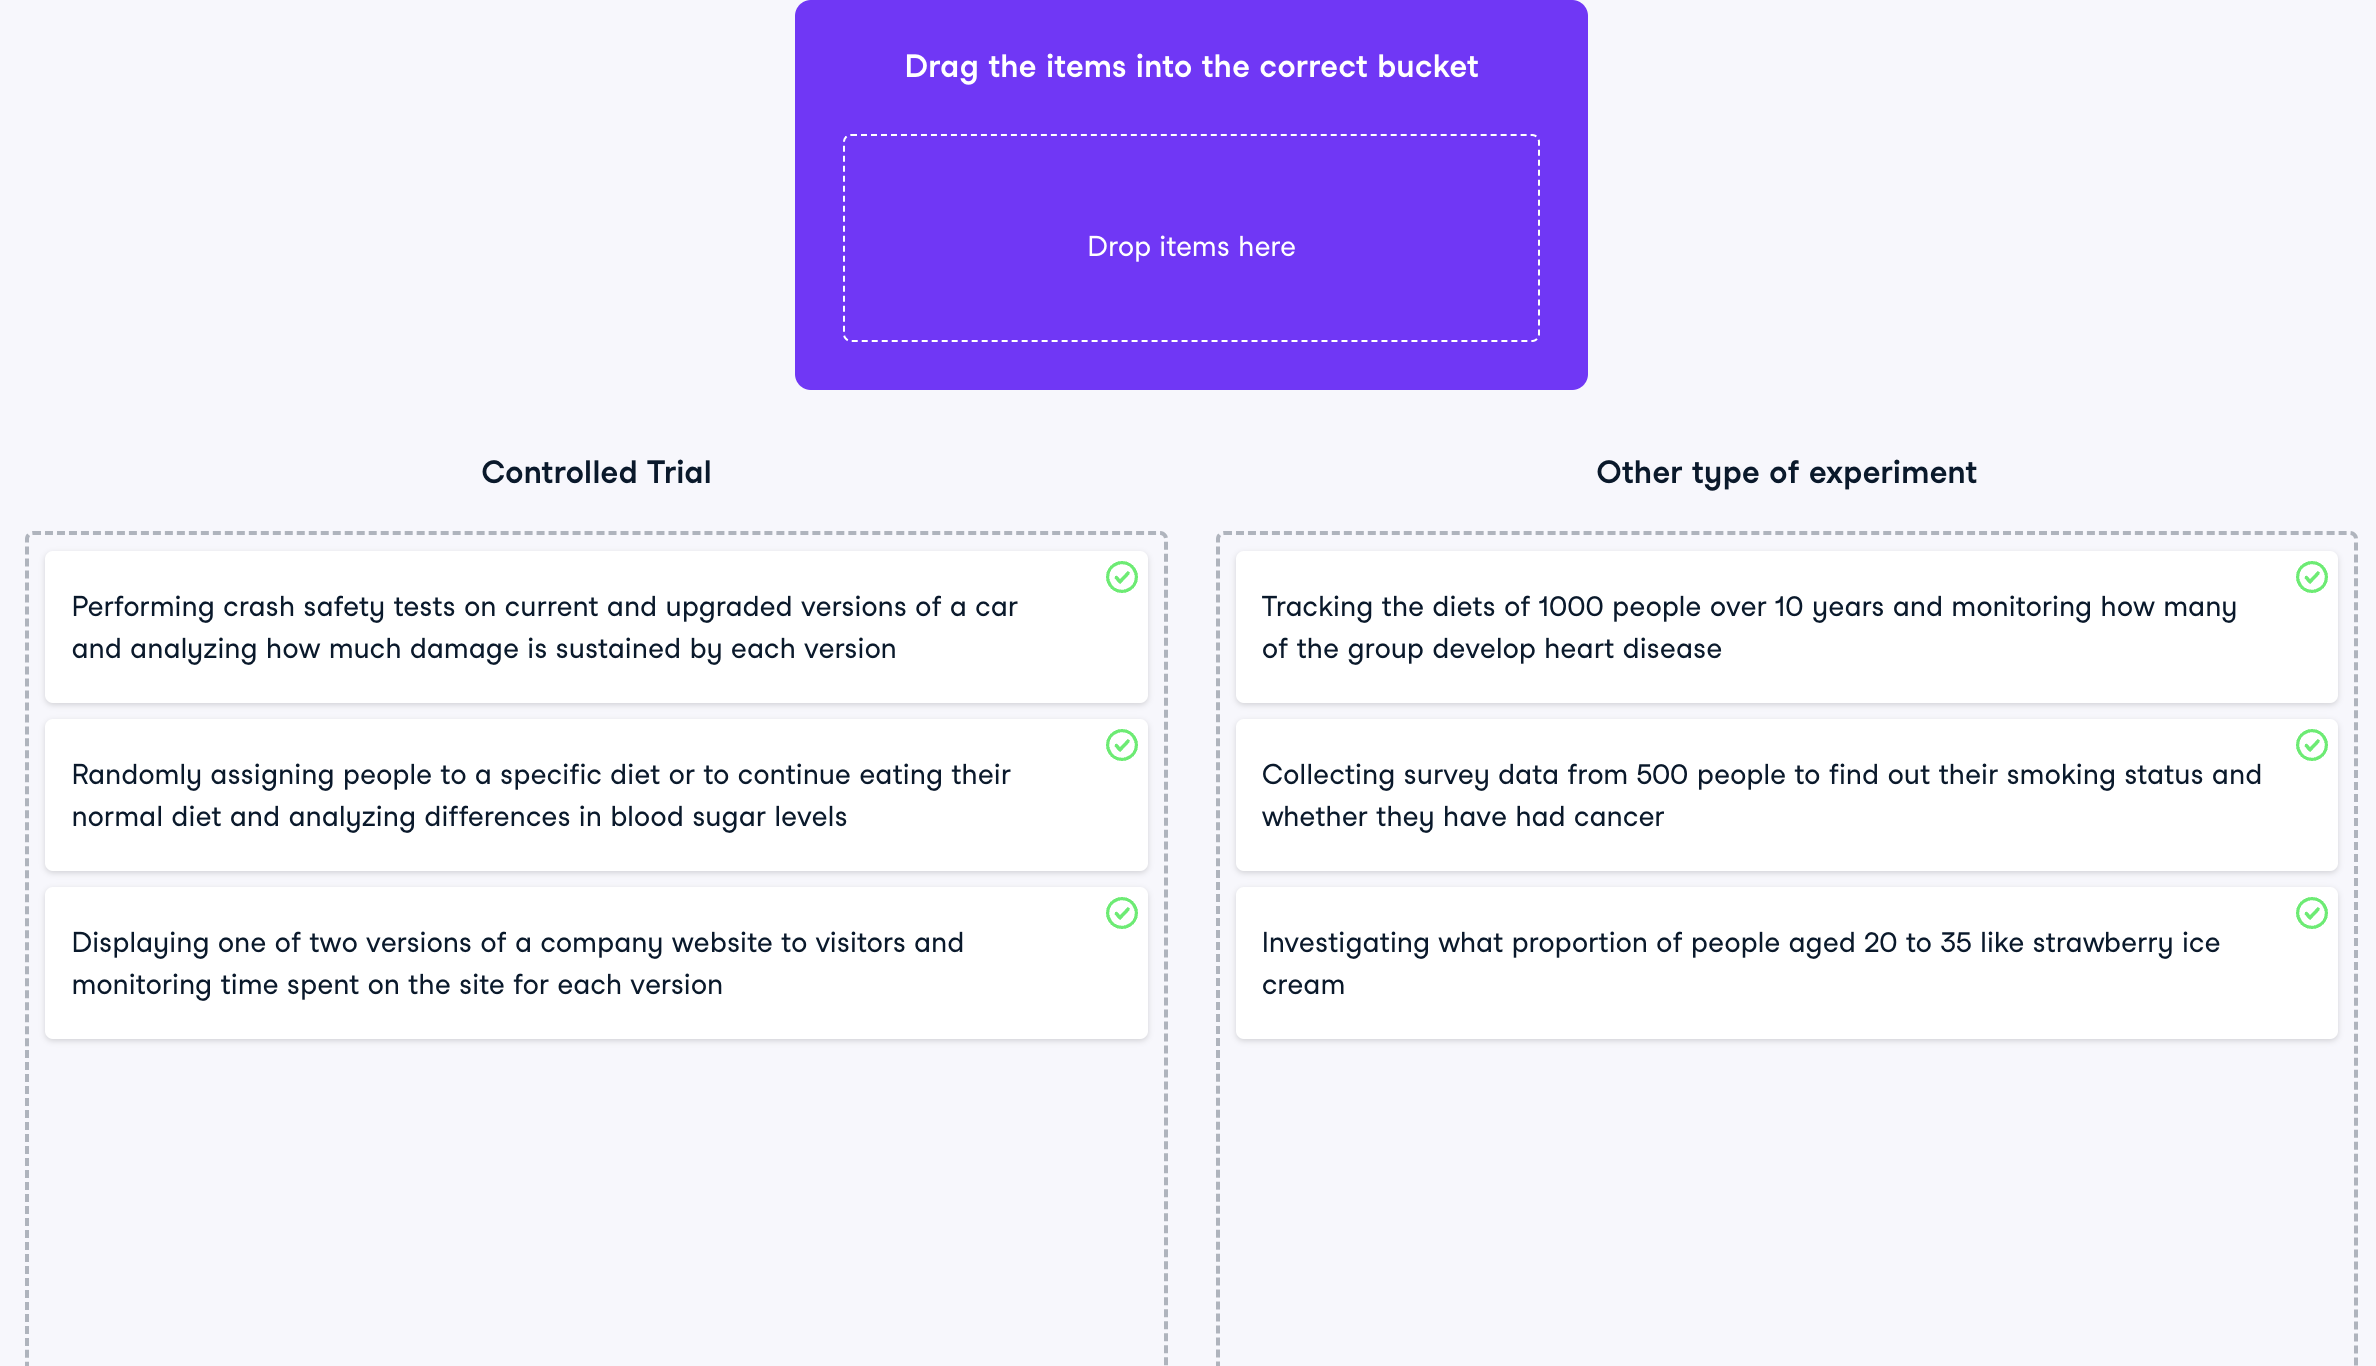 Drag the items into the correct bucket
Drop items here
Controlled Trial
Performing crash safety tests on current and upgraded versions of a car
and analyzing how much damage is sustained by each version
Randomly assigning people to a specific diet or to continue eating their
normal diet and analyzing differences in blood sugar levels
Displaying one of two versions of a company website to visitors and
monitoring time spent on the site for each version
Other type of experiment
Tracking the diets of 1000 people over 10 years and monitoring how many
of the group develop heart disease
Collecting survey data from 500 people to find out their smoking status and
whether they have had cancer
Investigating what proportion of people aged 20 to 35 like strawberry ice
cream